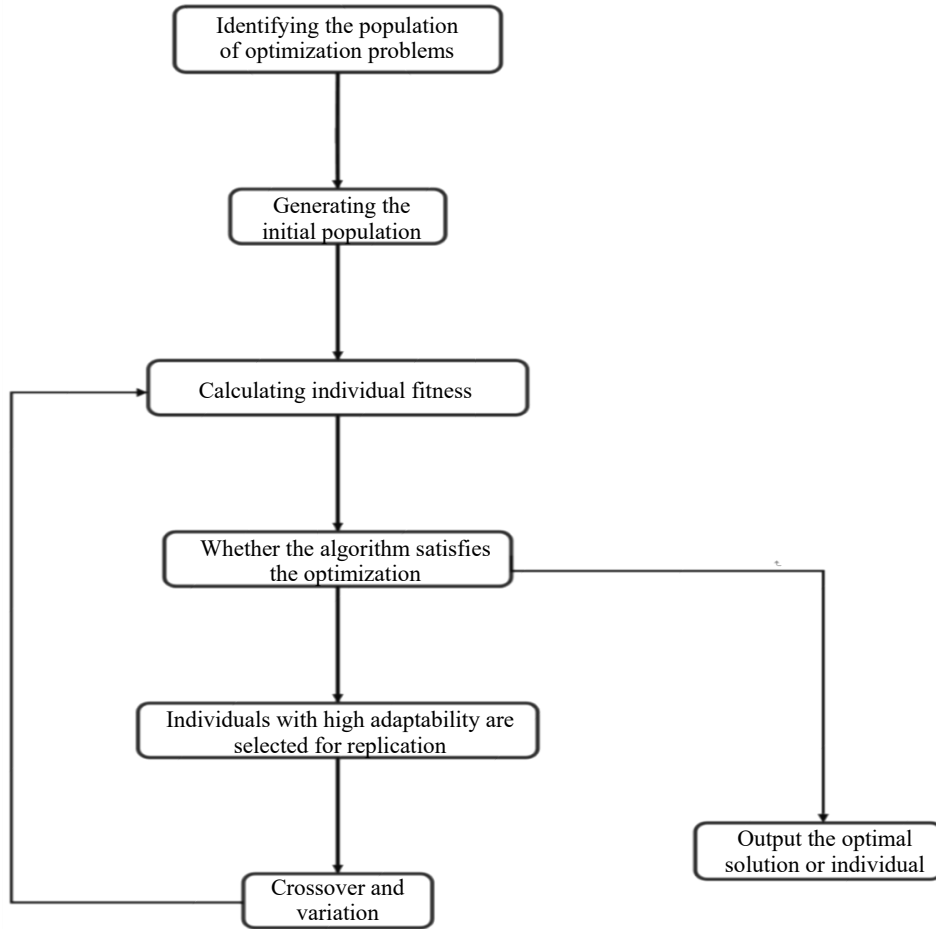 Identifying the population
of optimization problems
Generating the
initial population
Calculating individual fitness
Whether the algorithm satisfies
the optimization
Individuals with high adaptability are
selected for replication
Output the optimal
solution or individual
Crossover and
variation